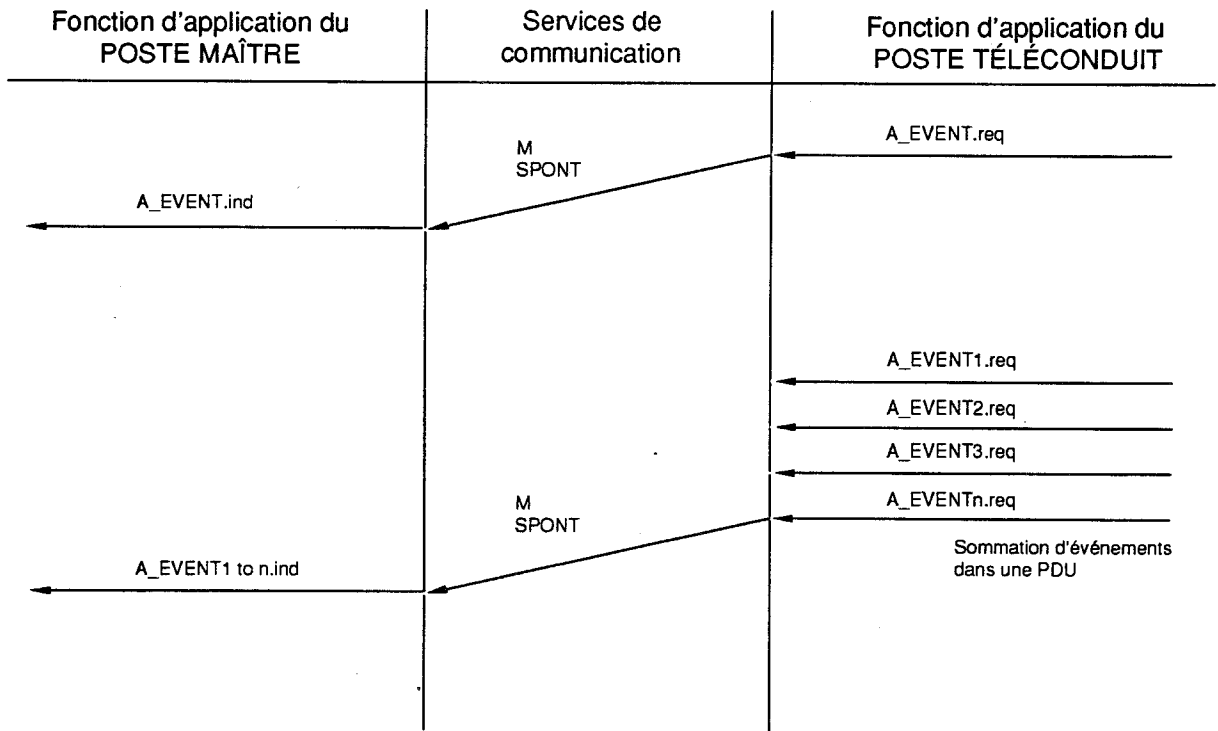 Fonction d'application du
POSTE MAÎTRE
Services de
communication
Fonction d'application du
POSTE TÉLÉCONDUIT
A_EVENT.req
M
SPONT
A_EVENT.ind
A_EVENT1.req
A_EVENT2.req
A_EVENT3.req
A_EVENTn.req
M
SPONT
Sommation d'événements
dans une PDU
A_EVENT1 to n.ind